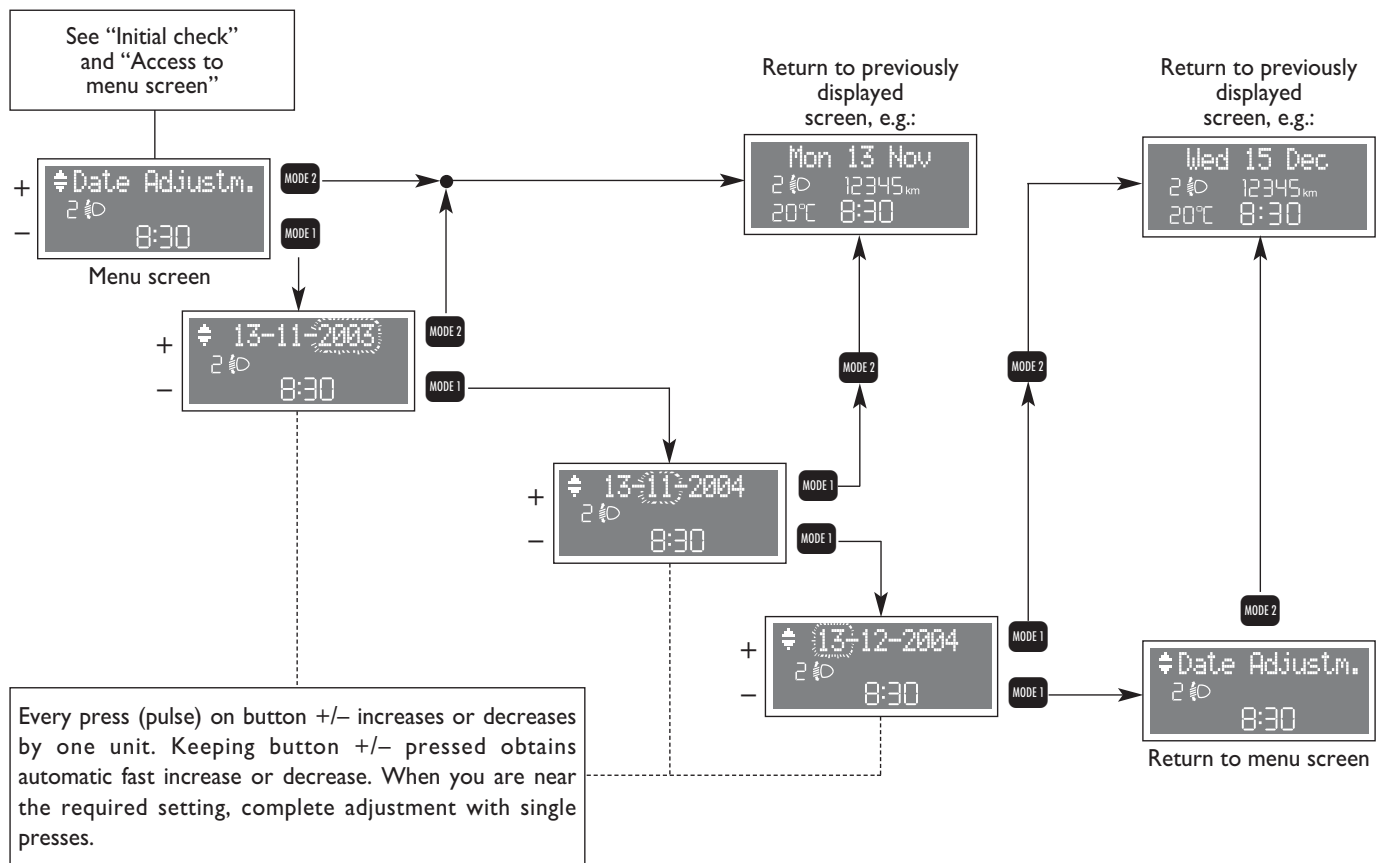 See “Initial check”
and “Access to
menu screen”
Return to previously
displayed
screen, e.g.:
Return to previously
displayed
screen, e.g.:
+
–
Date Adjustm.
2
8:30
MODE 2
MODE 1
Menu screen
Mon 13 Nov
2 12345 km
20°C 8:30
Wed 15 Dec
2 12345 km
20°C 8:30
+
–
13-11-2003
2
8:30
MODE 2
MODE 1
MODE 2
MODE 2
+
–
13-11-2004
2
8:30
MODE 1
MODE 1
+
–
13-12-2004
2
8:30
MODE 1
MODE 1
MODE 2
Date Adjustm.
2
8:30
Return to menu screen
Every press (pulse) on button +/– increases or decreases
by one unit. Keeping button +/– pressed obtains
automatic fast increase or decrease. When you are near
the required setting, complete adjustment with single
presses.